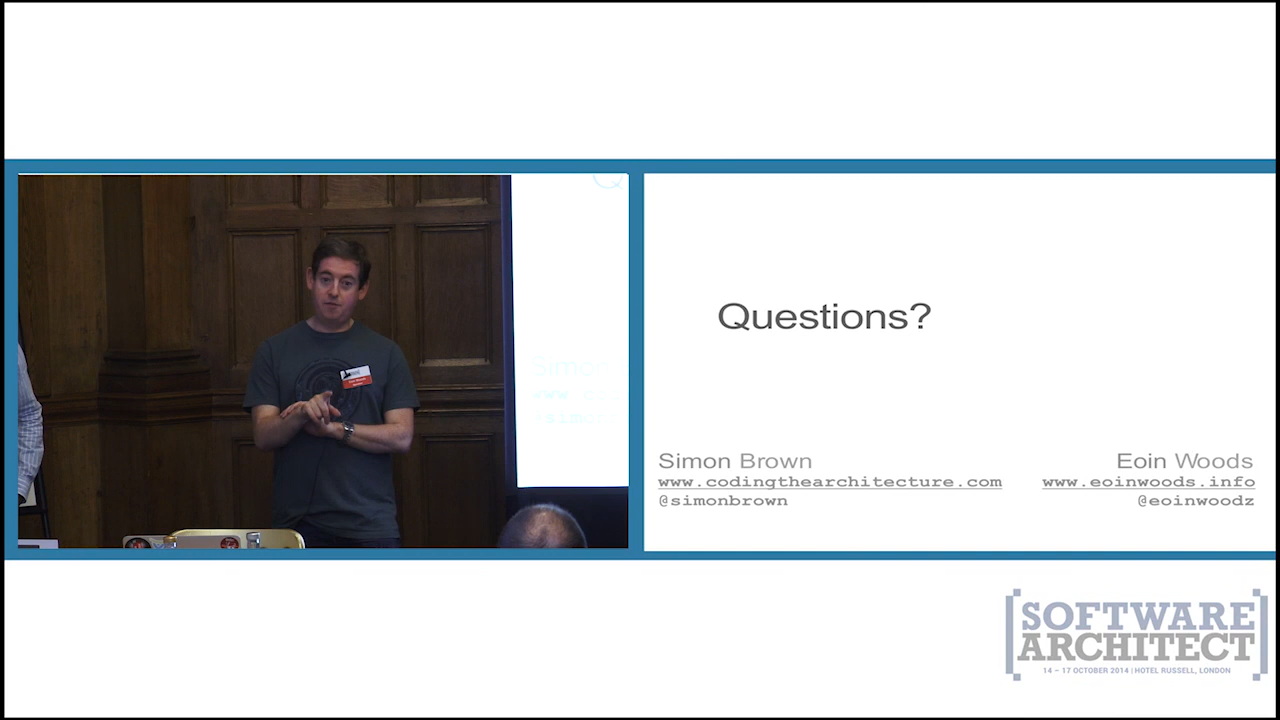 Simon
Questions?
Simon Brown
www.codingthearchitecture.com
@simonbrown
Eoin Woods
www.eoinwoods.info
@eoinwoodz
[SOFTWARE
ARCHITECT]
14 – 17 OCTOBER 2014 | HOTEL RUSSELL, LONDON